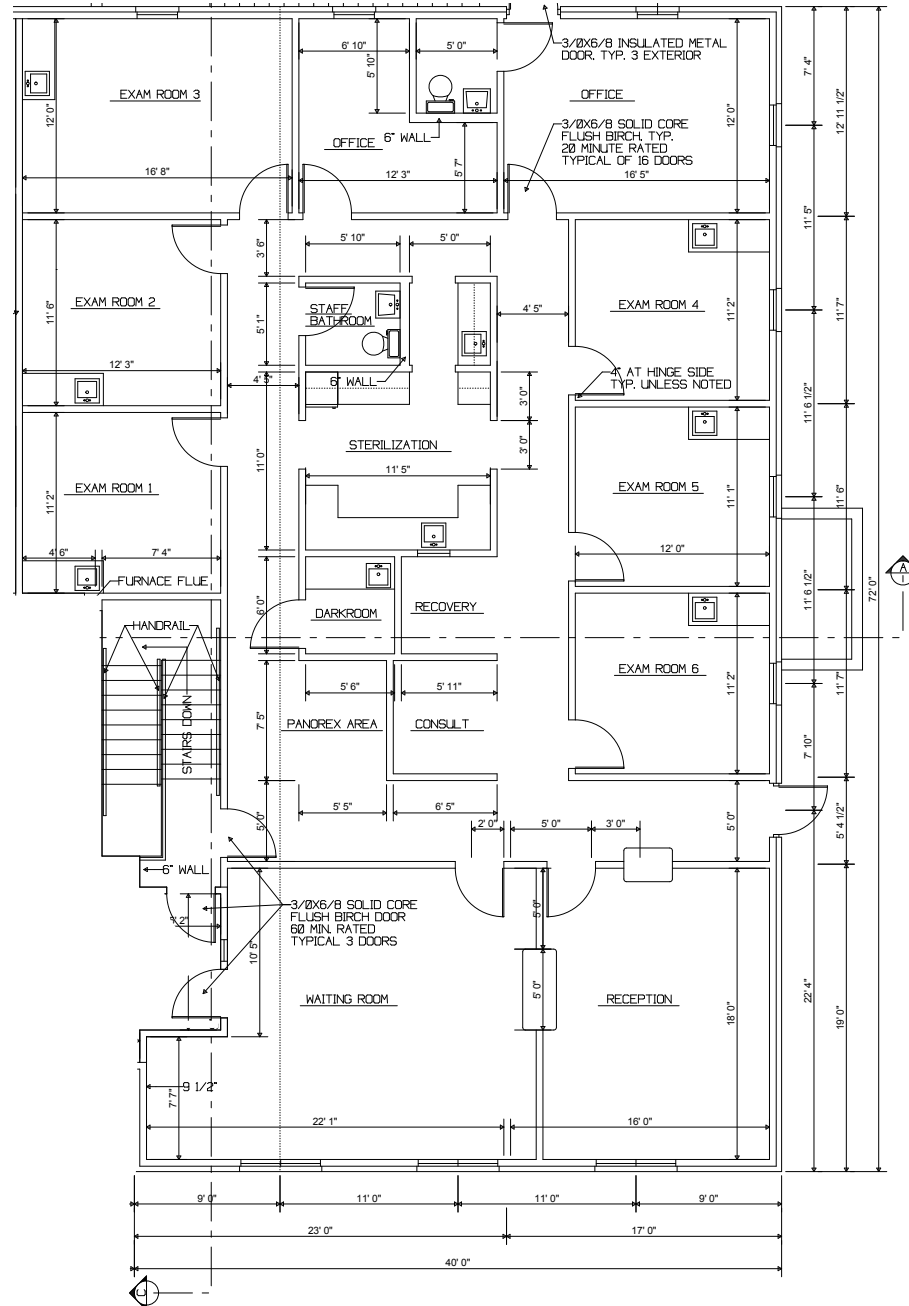 6' 10"
5' 0"
3/0X6/8 INSULATED METAL
DOOR, TYP. 3 EXTERIOR
7' 4"
5' 10"
EXAM ROOM 3
OFFICE
12' 0"
12' 0"
12' 11 1/2"
6" WALL
OFFICE
3/0X6/8 SOLID CORE
FLUSH BIRCH, TYP.
20 MINUTE RATED
TYPICAL OF 16 DOORS
5' 7"
16' 8"
12' 3"
16' 5"
11' 5"
3' 6"
5' 10"
5' 0"
EXAM ROOM 2
11' 6"
STAFF
BATHROOM
5' 1"
4' 5"
EXAM ROOM 4
11' 2"
11' 7"
12' 3"
6" WALL
4" AT HINGE SIDE
TYP. UNLESS NOTED
3' 0"
11' 6 1/2"
STERILIZATION
3' 0"
11' 0"
11' 5"
EXAM ROOM 1
11' 2"
EXAM ROOM 5
11' 1"
11' 6"
4' 6"
7' 4"
12' 0"
FURNACE FLUE
A
72' 0"
11' 6 1/2"
HANDRAIL
6' 0"
DARKROOM
RECOVERY
EXAM ROOM 6
11' 2"
11' 7"
5' 6"
5' 11"
STAIRS DOWN
7' 5"
PANOREX AREA
CONSULT
7' 10"
5' 5"
6' 5"
5' 0"
2' 0"
5' 0"
3' 0"
5' 0"
5' 4 1/2"
6" WALL
3/0X6/8 SOLID CORE
FLUSH BIRCH DOOR
60 MIN. RATED
TYPICAL 3 DOORS
10' 5"
5' 0"
5' 0"
WAITING ROOM
RECEPTION
18' 0"
22' 4"
19' 0"
9 1/2"
7' 7"
22' 1"
16' 0"
9' 0"
11' 0"
11' 0"
9' 0"
23' 0"
17' 0"
40' 0"
C